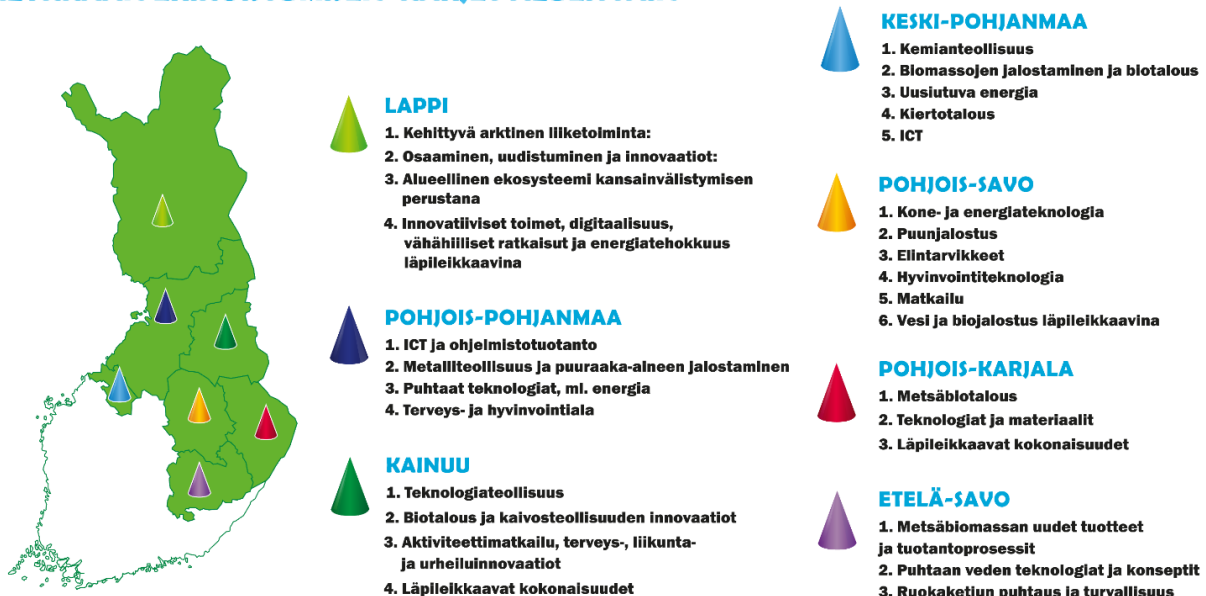 LAPPI
1. Kehittyvä arktinen liiketoiminta:
2. Osaaminen, uudistuminen ja innovaatiot:
3. Alueellinen ekosysteemi kansainvälistymisen
perustana
4. Innovatiiviset toimet, digitaalisuus,
vähähiiliset ratkaisut ja energiatehokkuus
läpileikkaavina
POHJOIS-POHJANMAA
1. ICT ja ohjelmistotuotanto
2. Metalliteollisuus ja puuraaka-aineen jalostaminen
3. Puhtaat teknologiat, ml. energia
4. Terveys- ja hyvinvointiala
KAINUU
1. Teknologiateollisuus
2. Biotalous ja kaivosteollisuuden innovaatiot
3. Aktiviteettimatkailu, terveys-, liikunta-
ja urheiluinnovaatiot
4. Läpileikkaavat kokonaisuudet
KESKI-POHJANMAA
1. Kemianteollisuus
2. Biomassojen jalostaminen ja biotalous
3. Uusiutuva energia
4. Kiertotalous
5. ICT
POHJOIS-SAVO
1. Kone- ja energiateknologia
2. Puunjalostus
3. Elintarvikkeet
4. Hyvinvointiteknologia
5. Matkailu
6. Vesi ja biojalostus läpileikkaavina
POHJOIS-KARJALA
1. Metsäbiotalous
2. Teknologiat ja materiaalit
3. Läpileikkaavat kokonaisuudet
ETELÄ-SAVO
1. Metsäbiomassan uudet tuotteet
ja tuotantoprosessit
2. Puhtaan veden teknologiat ja konseptit
3. Ruokaketjun puhtaus ja turvallisuus